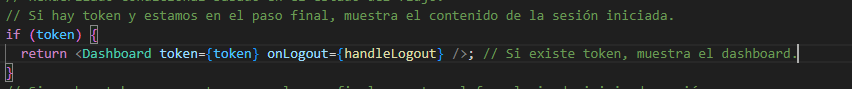 // Si hay token y estamos en el paso final, muestra el contenido de la sesión iniciada.
if (token) {
return <Dashboard token={token} onLogout={handleLogout} />; // Si existe token, muestra el dashboard.
}